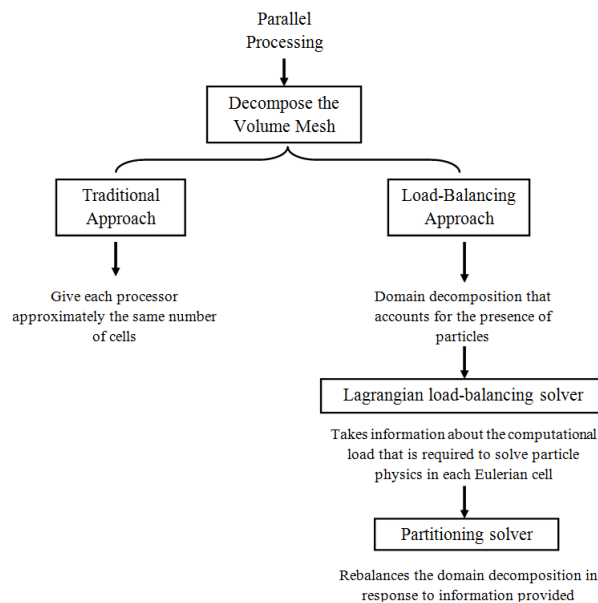 Parallel
Processing
Decompose the
Volume Mesh
Traditional
Approach
Give each processor
approximately the same number
of cells
Load-Balancing
Approach
Domain decomposition that
accounts for the presence of
particles
Lagrangian load-balancing solver
Takes information about the computational
load that is required to solve particle
physics in each Eulerian cell
Partitioning solver
Rebalances the domain decomposition in
response to information provided